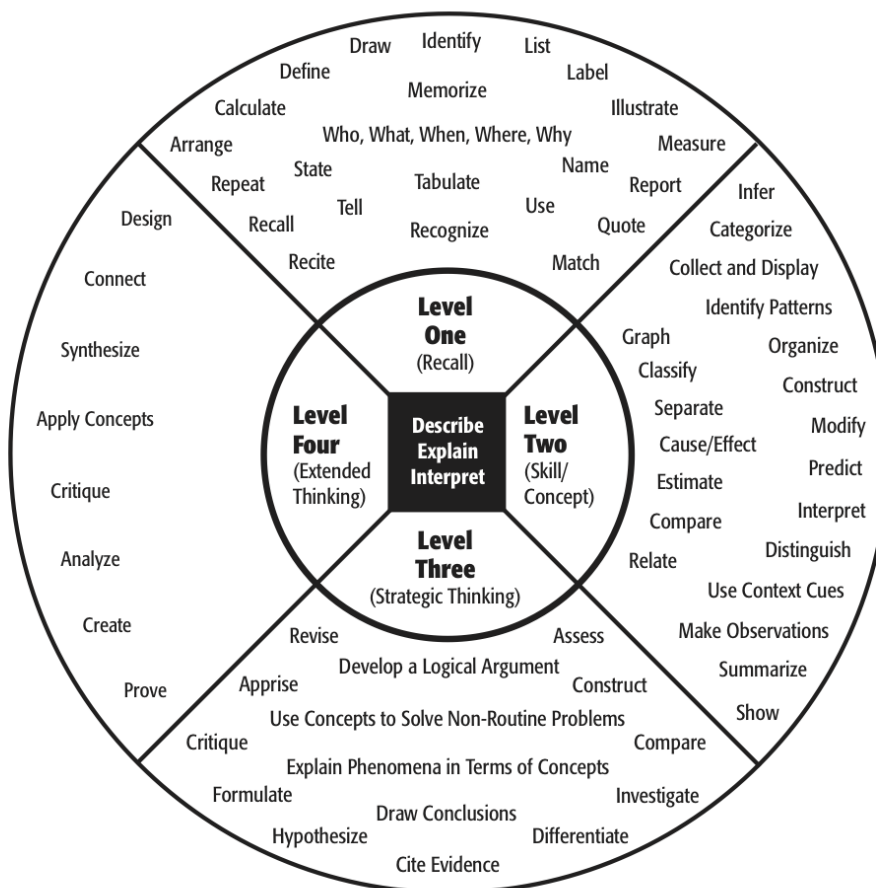 Draw
Identify
List
Define
Label
Memorize
Calculate
Illustrate
Who, What, When, Where, Why
Arrange
Measure
State
Name
Repeat
Tabulate
Report
Tell
Use
Recall
Recognize
Quote
Recite
Match
Level
One
(Recall)
Infer
Categorize
Collect and Display
Identify Patterns
Graph
Organize
Classify
Construct
Separate
Modify
Cause/Effect
Predict
Estimate
Interpret
Compare
Distinguish
Relate
Use Context Cues
Make Observations
Summarize
Show
Level
Two
(Skill/
Concept)
Describe
Explain
Interpret
Level
Three
(Strategic Thinking)
Revise
Assess
Develop a Logical Argument
Apprise
Construct
Use Concepts to Solve Non-Routine Problems
Critique
Compare
Explain Phenomena in Terms of Concepts
Formulate
Investigate
Draw Conclusions
Hypothesize
Differentiate
Cite Evidence
Level
Four
(Extended
Thinking)
Design
Connect
Synthesize
Apply Concepts
Critique
Analyze
Create
Prove